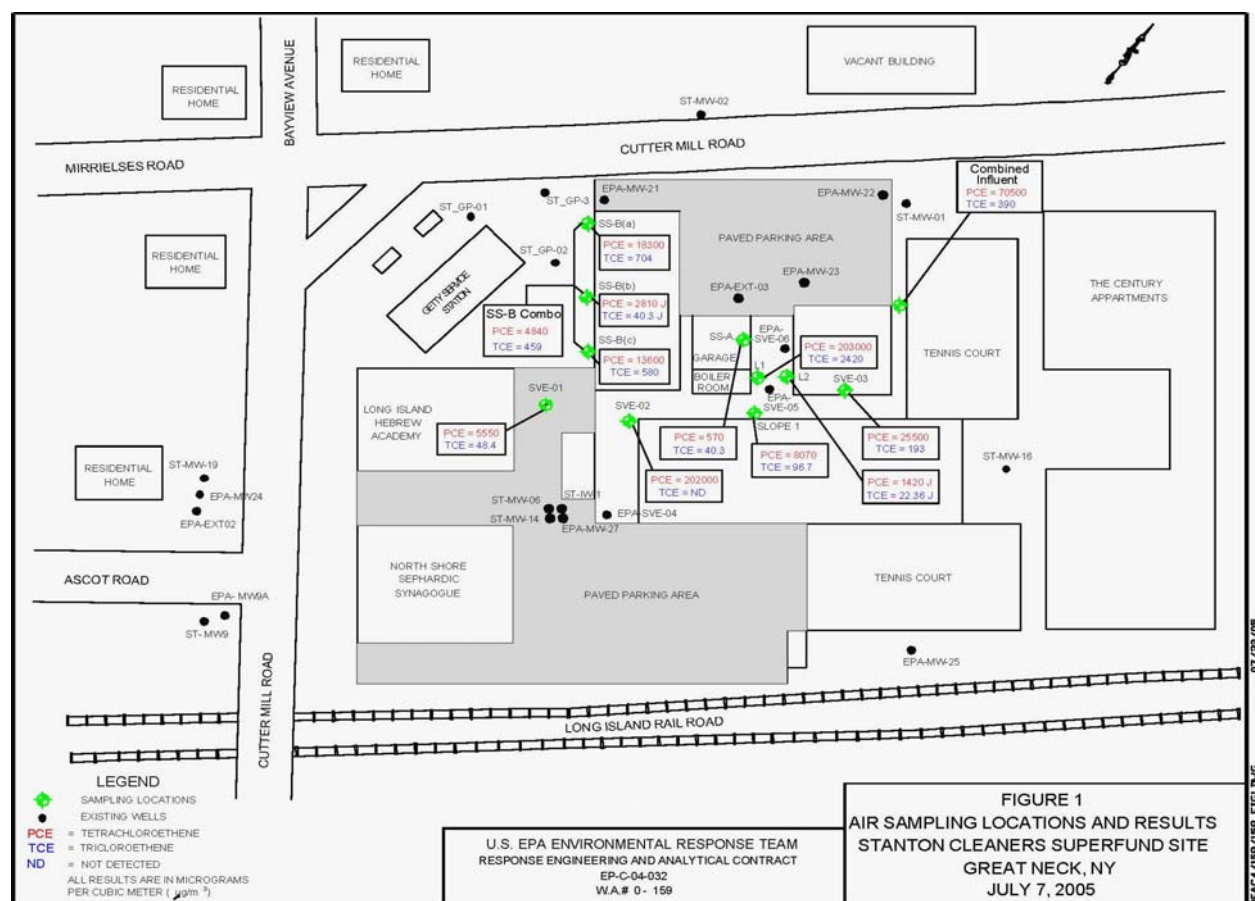 RESIDENTIAL
HOME
BAYVIEW AVENUE
RESIDENTIAL
HOME
VACANT BUILDING
ST-MW-02
CUTTER MILL ROAD
MIRRIELSES ROAD
Combined
Influent
PCE = 70500
TCE = 390
EPA-MW-21
EPA-MW-22
ST_GP-3
ST-MW-01
ST_GP-01
SS-B(a)
PCE = 18300
TCE = 704
PAVED PARKING AREA
RESIDENTIAL
HOME
ST_GP-02
GETTY SERVICE
STATION
EPA-MW-23
EPA-EXT-03
THE CENTURY
APPARTMENTS
SS-B(b)
PCE = 2810 J
TCE = 40.3 J
SS-B Combo
PCE = 4840
TCE = 459
SS-B(c)
PCE = 13600
TCE = 580
SS-A
GARAGE
EPA-
SVE-06
PCE = 203000
TCE = 2420
TENNIS COURT
BOILER
ROOM
L1
L2
SVE-03
EPA-
SVE-05
SVE-01
LONG ISLAND
HEBREW
ACADEMY
PCE = 5550
TCE = 48.4
SVE-02
SLOPE 1
PCE = 570
TCE = 40.3
PCE = 8070
TCE = 96.7
PCE = 25500
TCE = 193
RESIDENTIAL
HOME
ST-MW-19
EPA-MW24
EPA-EXT02
ST-MW-16
PCE = 202000
TCE = ND
PCE = 1420 J
TCE = 22.36 J
ST-MW-06
ST-IW-1
ST-MW-14
EPA-MW-27
EPA-SVE-04
NORTH SHORE
SEPHARDIC
SYNAGOGUE
PAVED PARKING AREA
TENNIS COURT
ASCOT ROAD
EPA- MW9A
ST- MW9
EPA-MW-25
CUTTER MILL ROAD
LONG ISLAND RAIL ROAD
LEGEND
SAMPLING LOCATIONS
EXISTING WELLS
PCE = TETRACHLOROETHENE
TCE = TRICLOROETHENE
ND = NOT DETECTED
ALL RESULTS ARE IN MICROGRAMS
PER CUBIC METER ( µg/m ³)
U.S. EPA ENVIRONMENTAL RESPONSE TEAM
RESPONSE ENGINEERING AND ANALYTICAL CONTRACT
EP-C-04-032
W.A.# 0 - 159
FIGURE 1
AIR SAMPLING LOCATIONS AND RESULTS
STANTON CLEANERS SUPERFUND SITE
GREAT NECK, NY
JULY 7, 2005